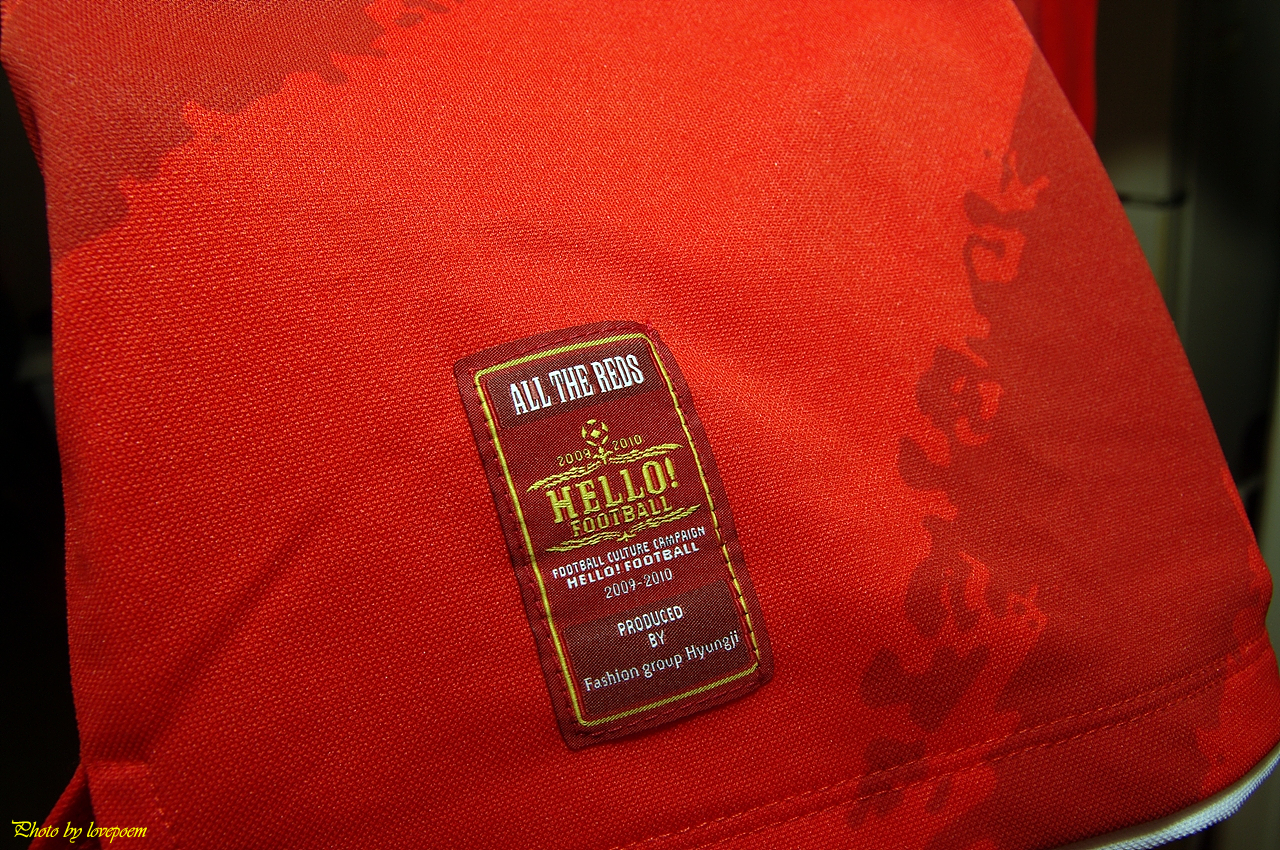 ALL THE REDS
2009 2010
HELLO!
FOOTBALL
FOOTBALL CULTURE CAMPAIGN
HELLO! FOOTBALL
2009-2010
PRODUCED
BY
Fashion group Hyungji
Photo by lovepoem